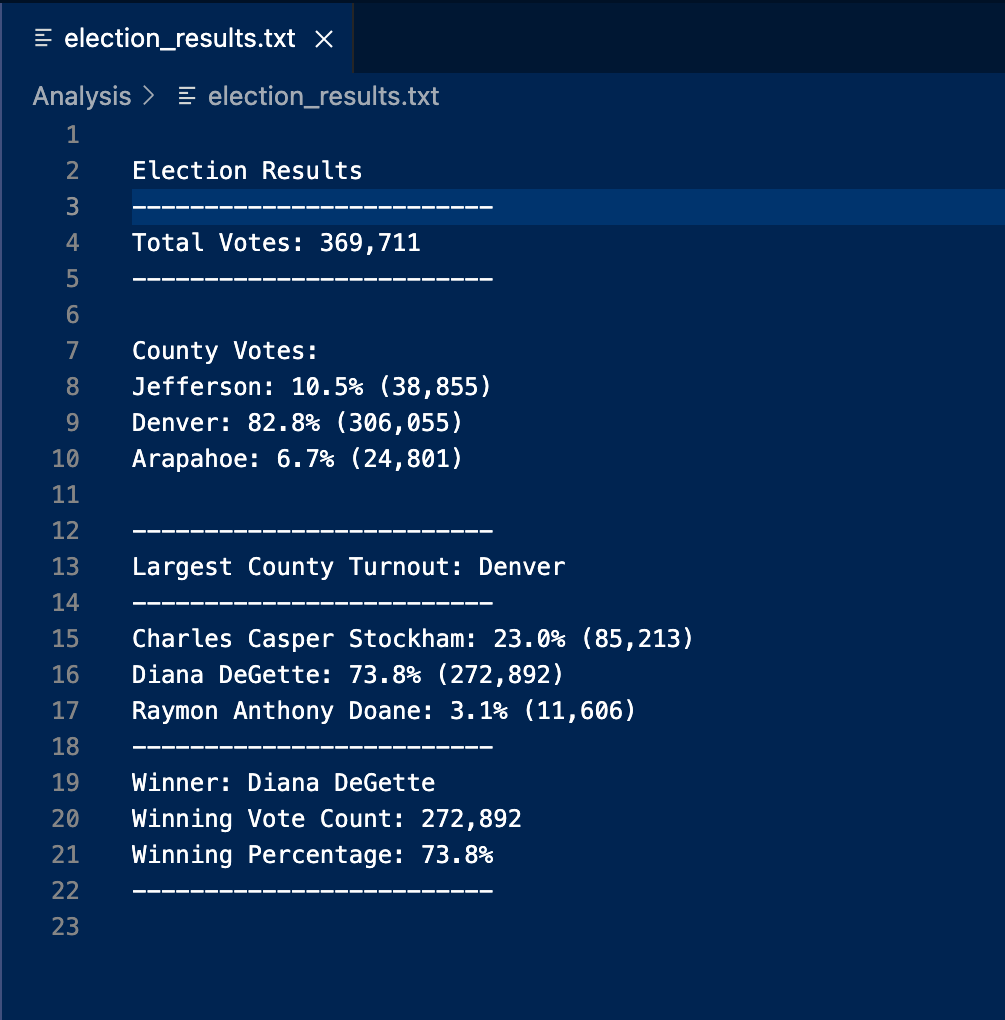 election_results.txt ×
Analysis > election_results.txt
1
2 Election Results
3 -------------------------
4 Total Votes: 369,711
5 -------------------------
6
7 County Votes:
8 Jefferson: 10.5% (38,855)
9 Denver: 82.8% (306,055)
10 Arapahoe: 6.7% (24,801)
11
12 -------------------------
13 Largest County Turnout: Denver
14 -------------------------
15 Charles Casper Stockham: 23.0% (85,213)
16 Diana DeGette: 73.8% (272,892)
17 Raymon Anthony Doane: 3.1% (11,606)
18 -------------------------
19 Winner: Diana DeGette
20 Winning Vote Count: 272,892
21 Winning Percentage: 73.8%
22 -------------------------
23